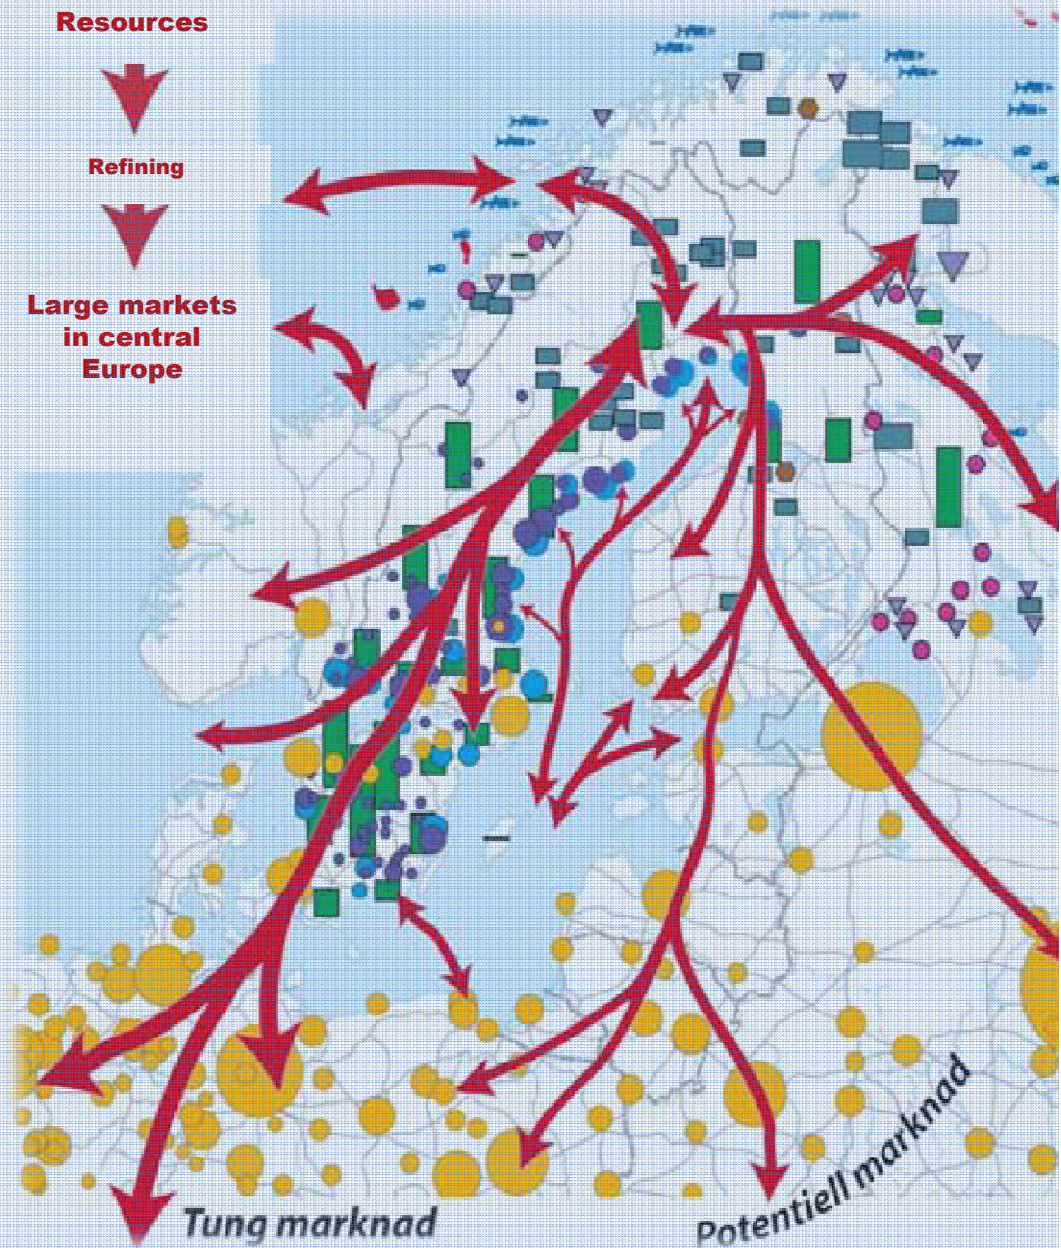 Resources
Refining
Large markets
in central
Europe
Tung marknad
Potentiell marknad